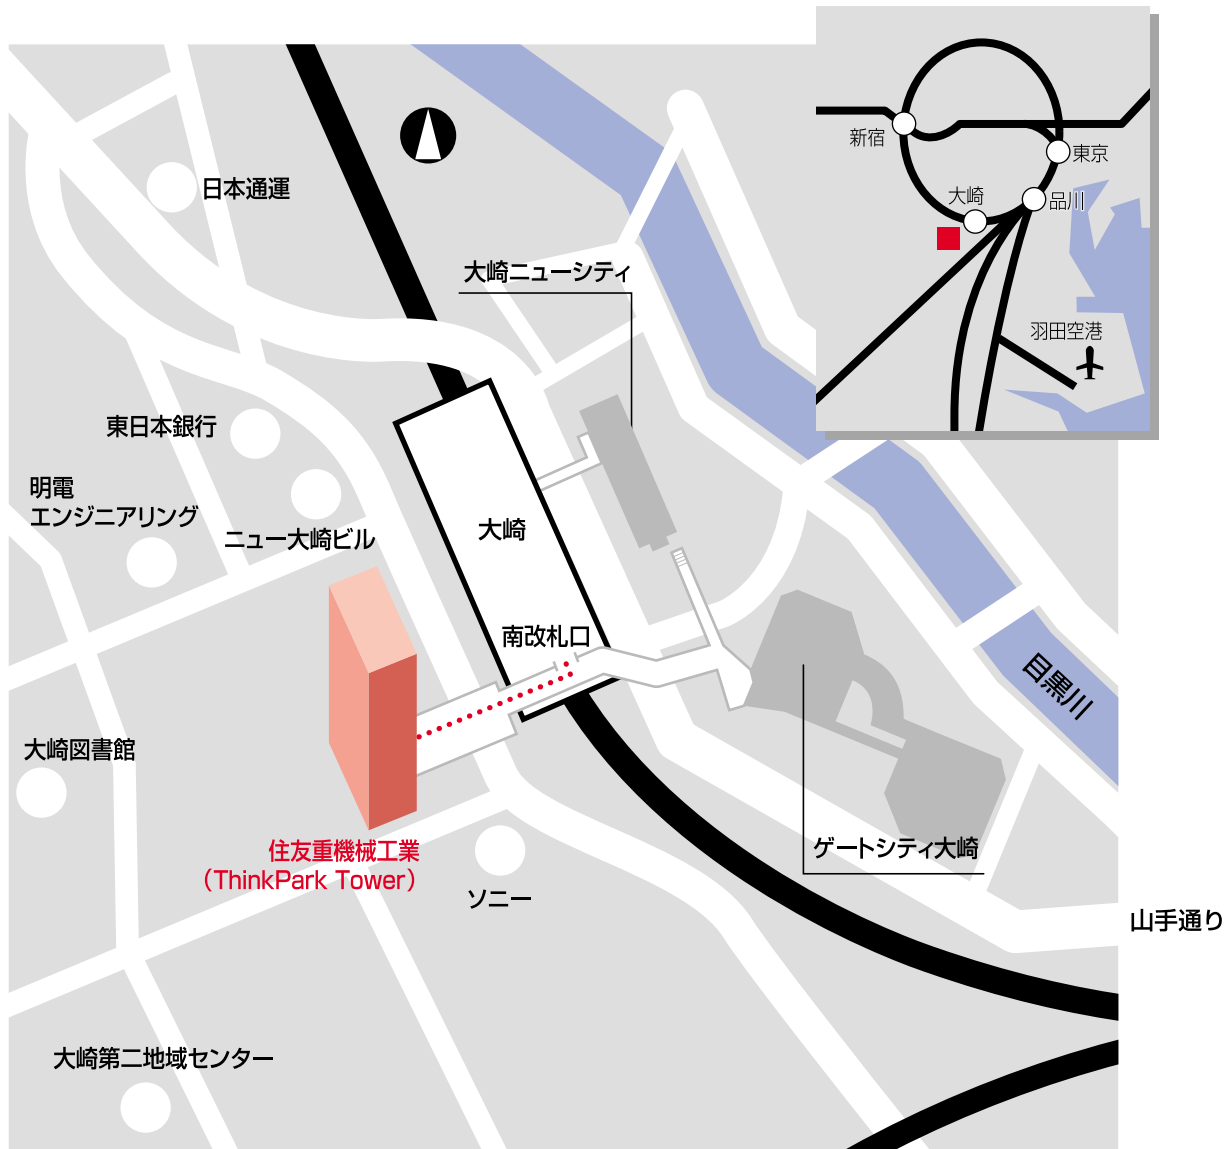 新宿
東京
日本通運
大崎
品川
大崎ニューシティ
羽田空港
東日本銀行
明電
エンジニアリング
ニュー大崎ビル
大崎
南改札口
目黒川
大崎図書館
住友重機械工業
(ThinkPark Tower)
ゲートシティ大崎
ソニー
山手通り
大崎第二地域センター